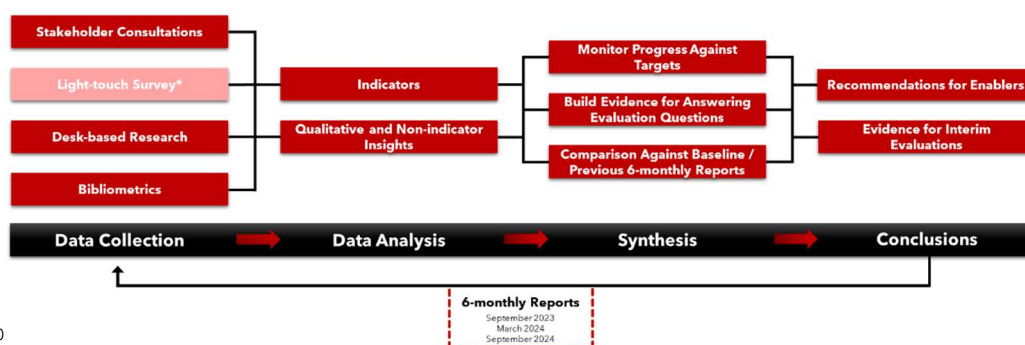 Stakeholder Consultations
Light-touch Survey*
Desk-based Research
Bibliometrics
Indicators
Qualitative and Non-indicator
Insights
Monitor Progress Against
Targets
Build Evidence for Answering
Evaluation Questions
Comparison Against Baseline /
Previous 6-monthly Reports
Recommendations for Enablers
Evidence for Interim
Evaluations
Data Collection
Data Analysis
Synthesis
Conclusions
6-monthly Reports
September 2023
March 2024
September 2024